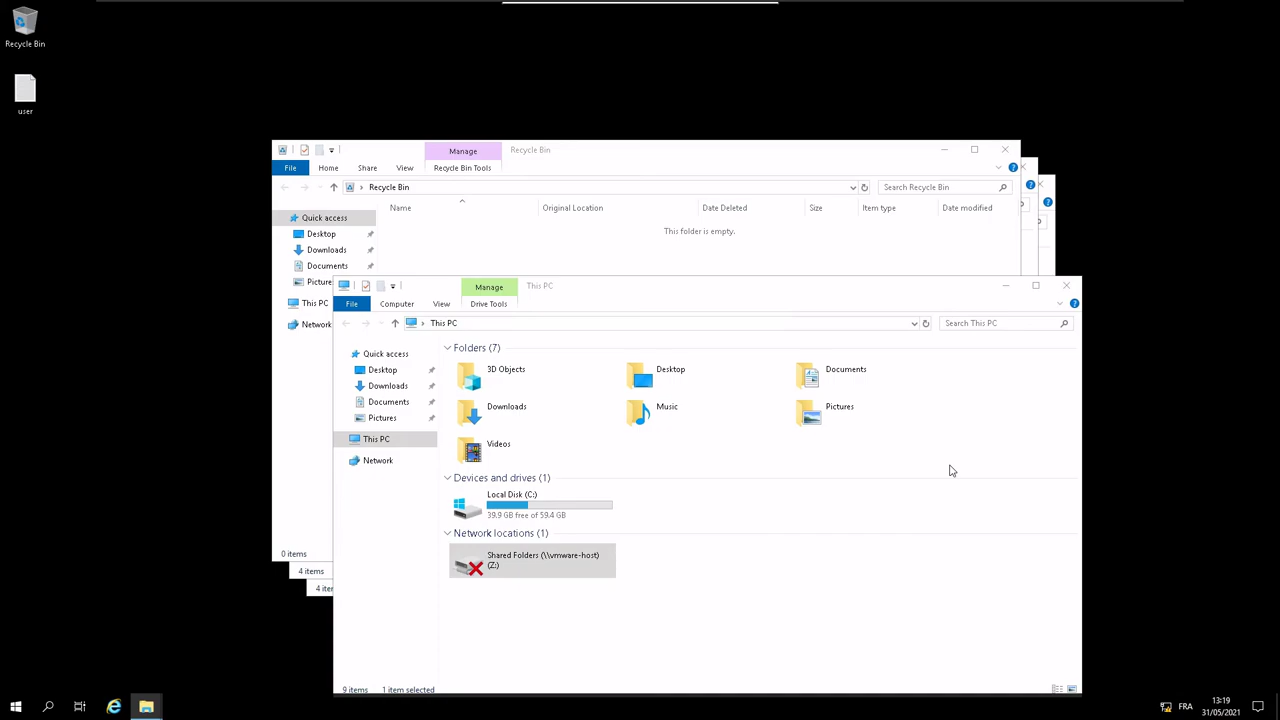 Recycle Bin
user
Manage
Recycle Bin
File
Home
Share
View
Recycle Bin Tools
Recycle Bin
Search Recycle Bin
Name
Original Location
Date Deleted
Size
Item type
Date modified
This folder is empty.
Quick access
Desktop
Downloads
Documents
Picture
This PC
Network
0 items
4 items
4 iter
Manage
This PC
File
Computer
View
Drive Tools
This PC
Search This PC
Quick access
Desktop
Downloads
Documents
Pictures
This PC
Network
Folders (7)
3D Objects
Desktop
Documents
Downloads
Music
Pictures
Videos
Devices and drives (1)
Local Disk (C:)
39.9 GB free of 59.4 GB
Network locations (1)
Shared Folders (\\vmware-host)
(Z:)
9 items
1 item selected
FRA
13:19
31/05/2021